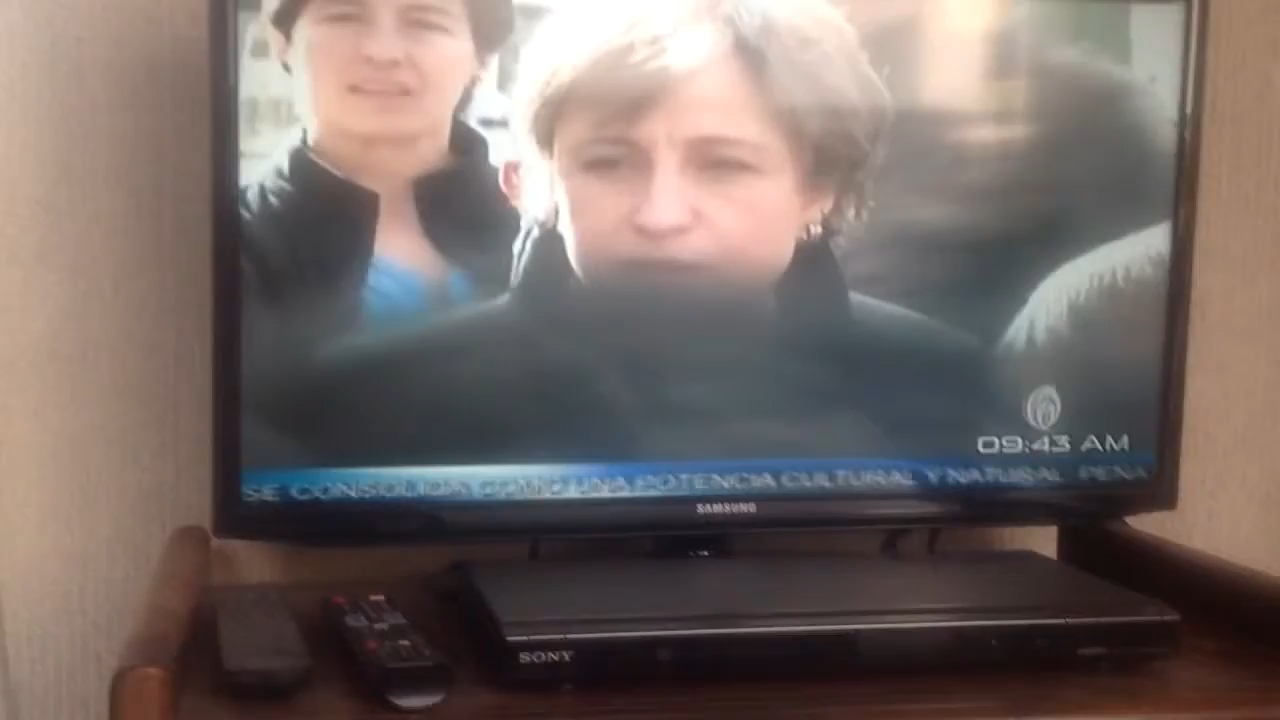 09:43 AM
SE CONSOLIDA COMO UNA POTENCIA CULTURAL Y NATURAL PEÑA
SAMSUNG
SONY